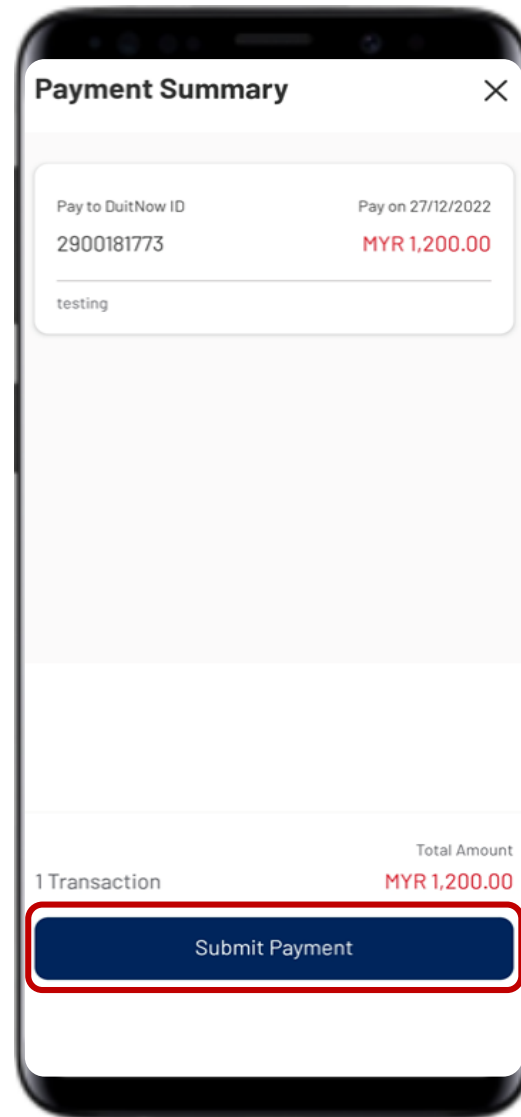 Payment Summary
Pay to DuitNow ID
Pay on 27/12/2022
2900181773
MYR 1,200.00
testing
Total Amount
1 Transaction
MYR 1,200.00
Submit Payment